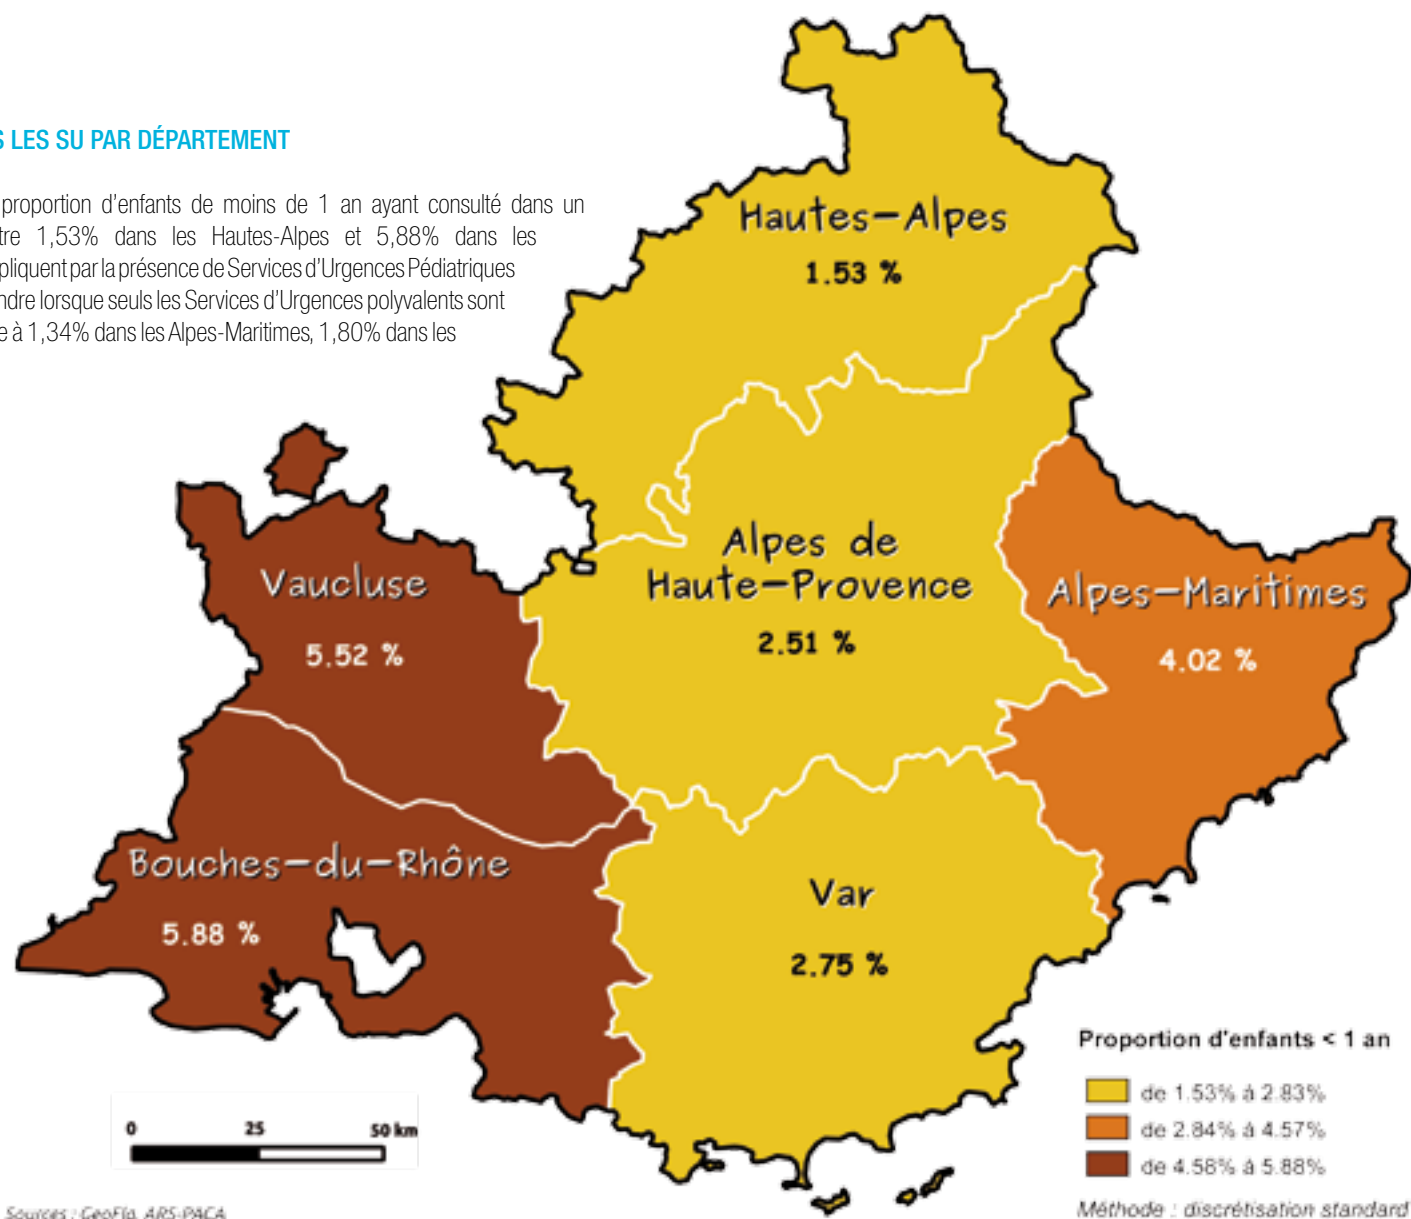 S LES SU PAR DÉPARTEMENT
proportion d'enfants de moins de 1 an ayant consulté dans un
tre 1,53% dans les Hautes-Alpes et 5,88% dans les
pliquent par la présence de Services d'Urgences Pédiatriques
ndre lorsque seuls les Services d'Urgences polyvalents sont
e à 1,34% dans les Alpes-Maritimes, 1,80% dans les
Hautes-Alpes
1.53 %
Alpes de
Haute-Provence
2.51 %
Vaucluse
5.52 %
Alpes-Maritimes
4.02 %
Bouches-du-Rhône
5.88 %
Var
2.75 %
Proportion d'enfants < 1 an
de 1.53% à 2.83%
de 2.84% à 4.57%
de 4.58% à 5.88%
Méthode : discrétisation standard
0 25 50 km
Sources : GeoFla, ARS-PACA